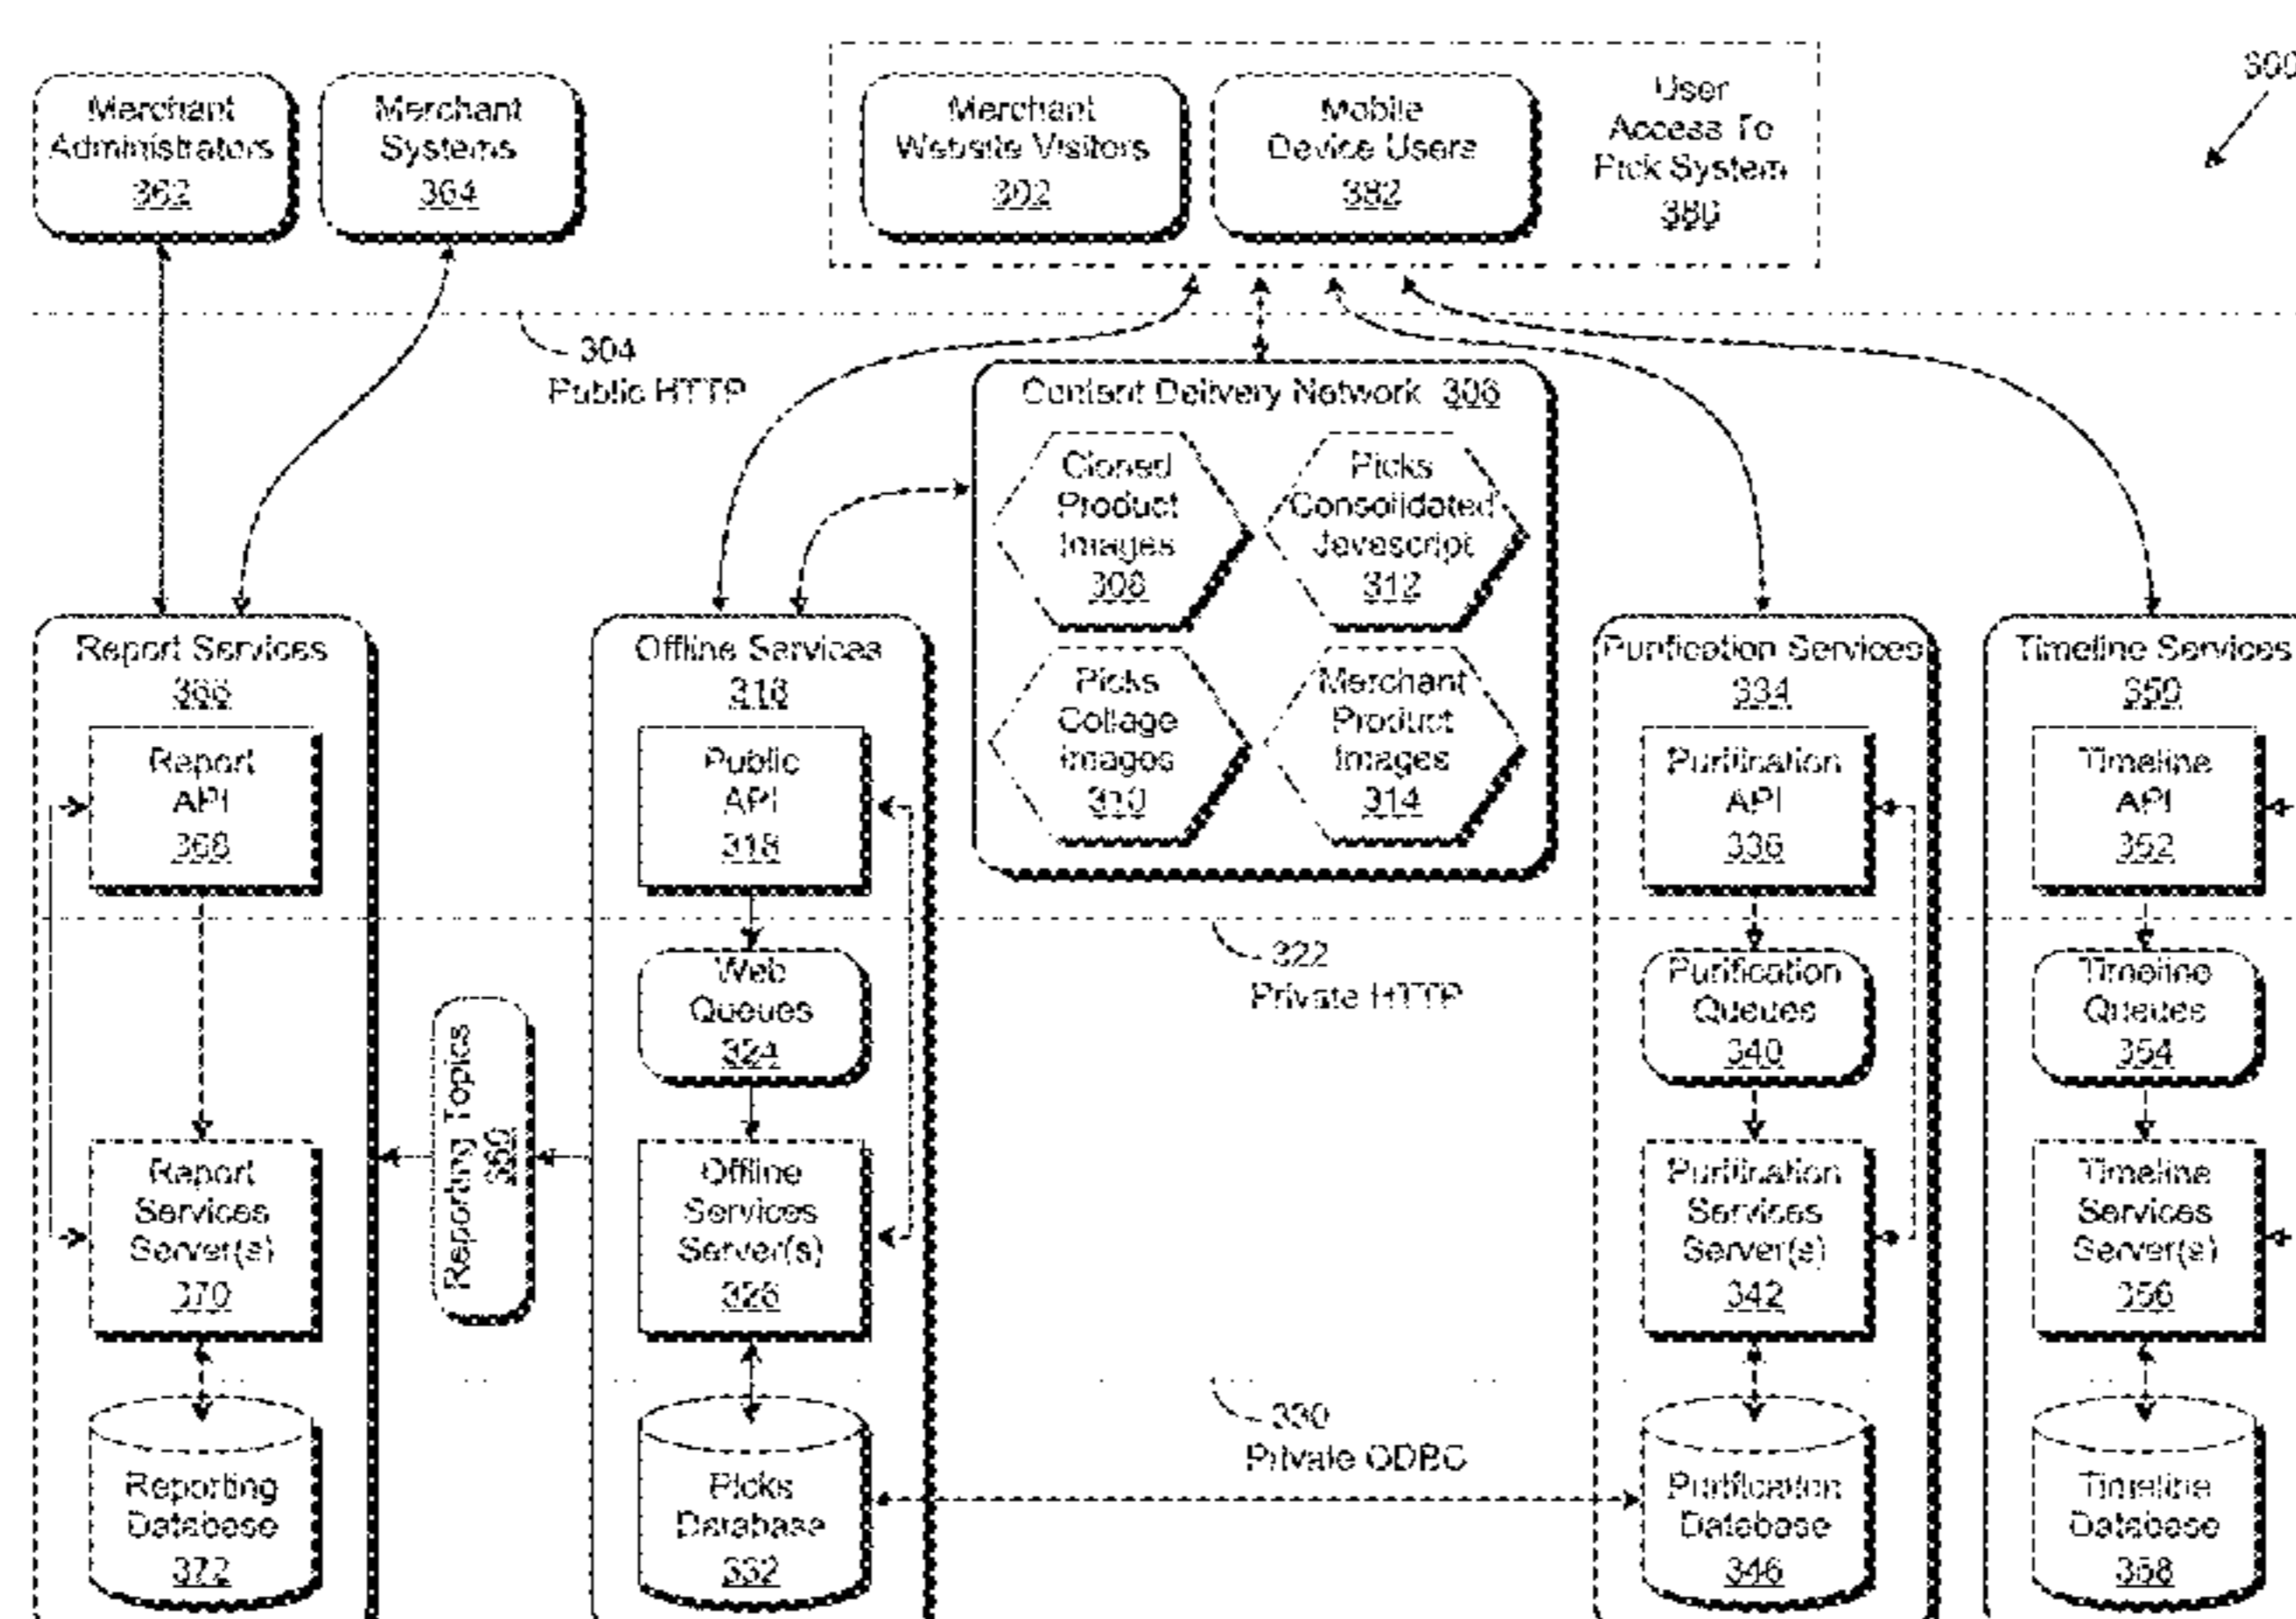 300
Merchant
Administrators
362
Merchant
Systems
364
Merchant
Website Visitors
302
Mobile
Device Users
382
User
Access To
Pick System
380
304
Public HTTP
Content Delivery Network 306
Cloned
Product
Images
308
Picks
Consolidated
Javascript
312
Picks
Collage
Images
310
Merchant
Product
Images
314
Report Services
366
Report
API
368
Report
Services
Server(s)
370
Reporting
Database
372
Reporting Topics
360
Offline Services
316
Public
API
318
Web
Queues
324
Offline
Services
Server(s)
326
Picks
Database
332
322
Private HTTP
330
Private ODBC
Purification Services
334
Purification
API
336
Purification
Queues
340
Purification
Services
Server(s)
342
Purification
Database
346
Timeline Services
350
Timeline
API
352
Timeline
Queues
354
Timeline
Services
Server(s)
356
Timeline
Database
358